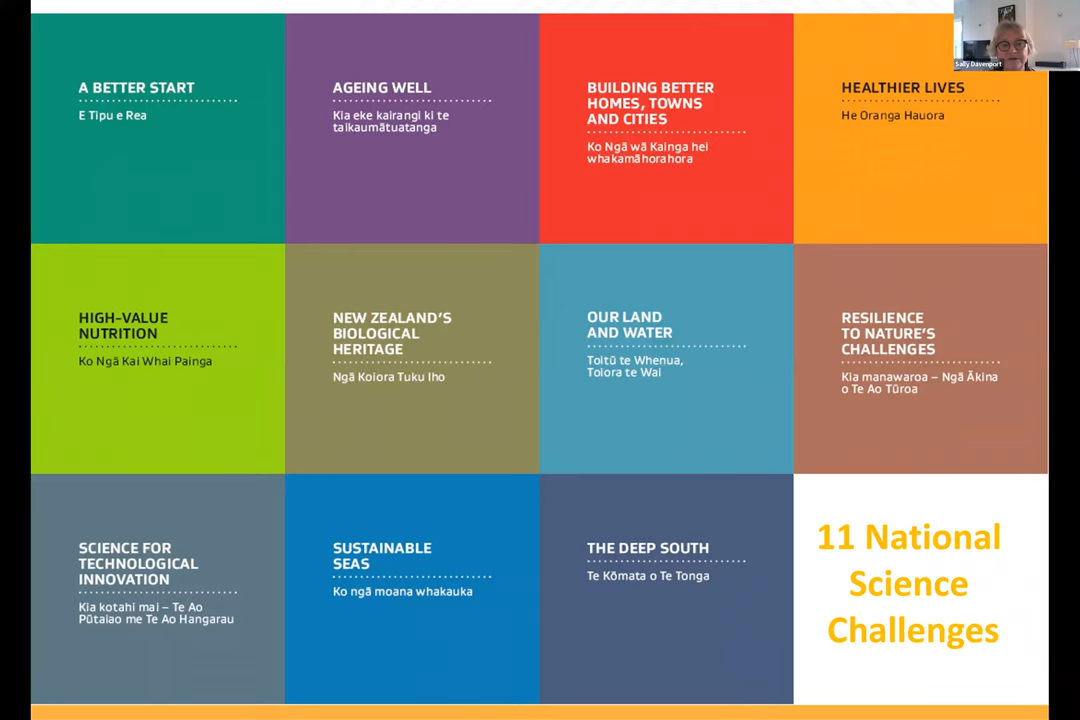 Sally Davenport
A BETTER START
E Tipu e Rea
AGEING WELL
Kia eke kairangi ki te
taikaumātuatanga
BUILDING BETTER
HOMES, TOWNS
AND CITIES
Ko Ngā wā Kainga hei
whakamāhorahora
HEALTHIER LIVES
He Oranga Hauora
HIGH-VALUE
NUTRITION
Ko Ngā Kai Whai Painga
NEW ZEALAND'S
BIOLOGICAL
HERITAGE
Ngā Koiora Tuku Iho
OUR LAND
AND WATER
Toitū te Whenua,
Toiora te Wai
RESILIENCE
TO NATURE'S
CHALLENGES
Kia manawaroa – Ngā Ākina
o Te Ao Tūroa
SCIENCE FOR
TECHNOLOGICAL
INNOVATION
Kia kotahi mai – Te Ao
Pūtaiao me Te Ao Hangarau
SUSTAINABLE
SEAS
Ko ngā moana whakauka
THE DEEP SOUTH
Te Kōmata o Te Tonga
11 National
Science
Challenges